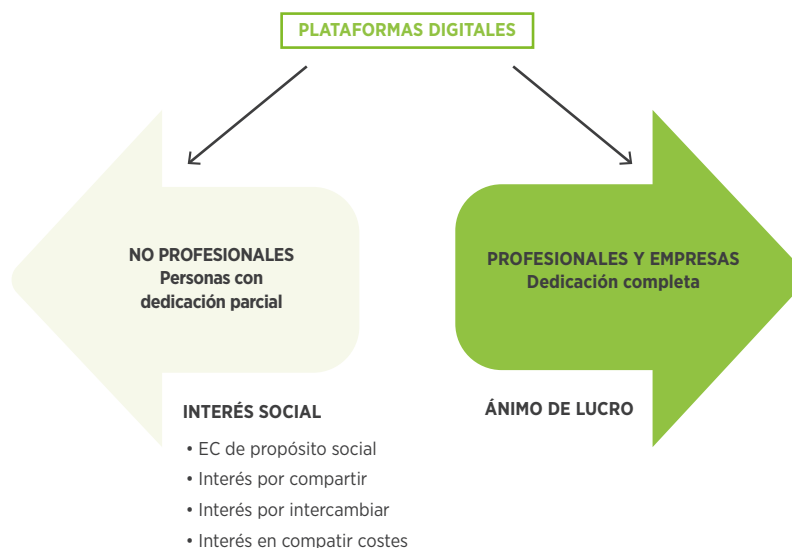 PLATAFORMAS DIGITALES
NO PROFESIONALES
Personas con
dedicación parcial
PROFESIONALES Y EMPRESAS
Dedicación completa
INTERÉS SOCIAL
• EC de propósito social
• Interés por compartir
• Interés por intercambiar
• Interés en compatir costes
ÁNIMO DE LUCRO